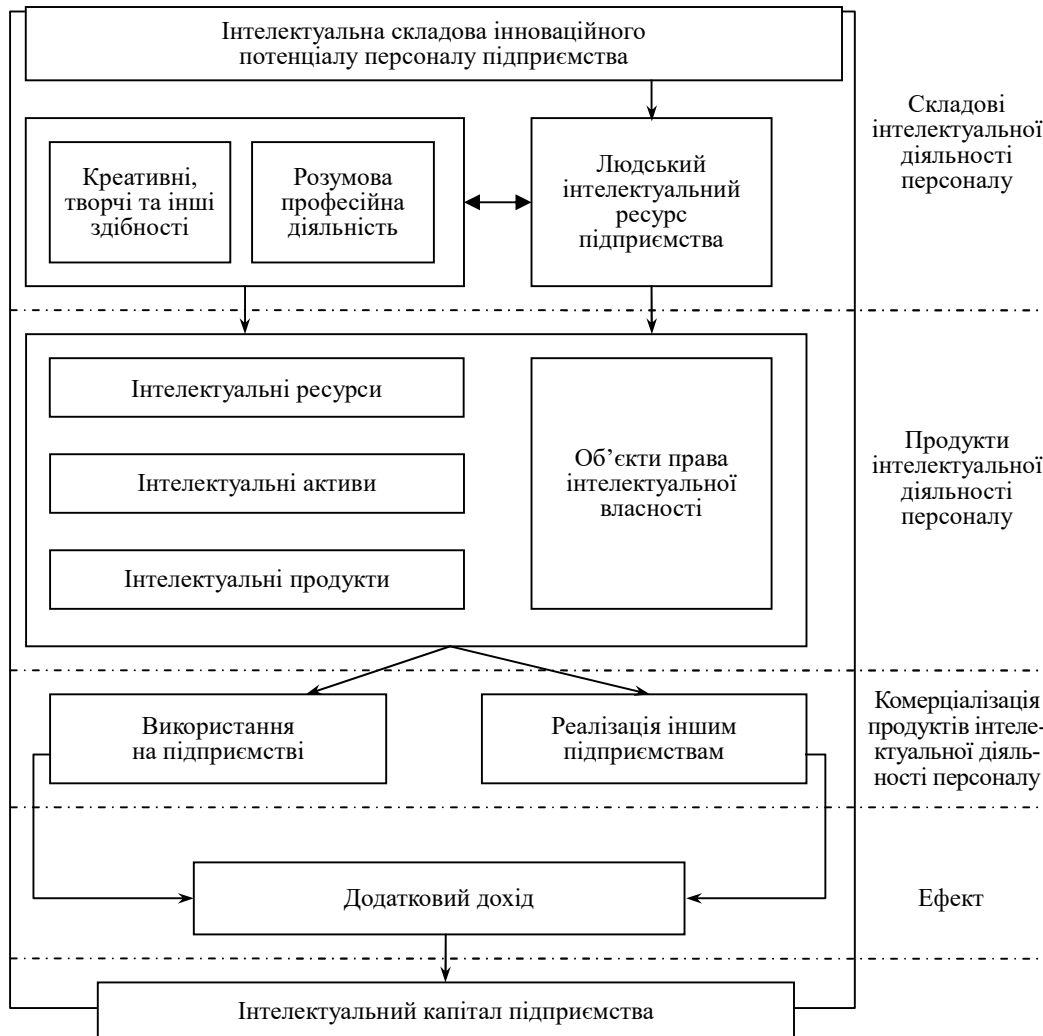 Інтелектуальна складова інноваційного
потенціалу персоналу підприємства
Складові
інтелектуальної
діяльності
персоналу
Креативні,
творчі та інші
здібності
Розумова
професійна
діяльність
Людський
інтелектуальний
ресурс
підприємства
Інтелектуальні ресурси
Інтелектуальні активи
Інтелектуальні продукти
Об’єкти права
інтелектуальної
власності
Продукти
інтелектуальної
діяльності
персоналу
Використання
на підприємстві
Реалізація іншим
підприємствам
Комерціалізація
продуктів інтеле-
ктуальної діяль-
ності персоналу
Додатковий дохід
Ефект
Інтелектуальний капітал підприємства